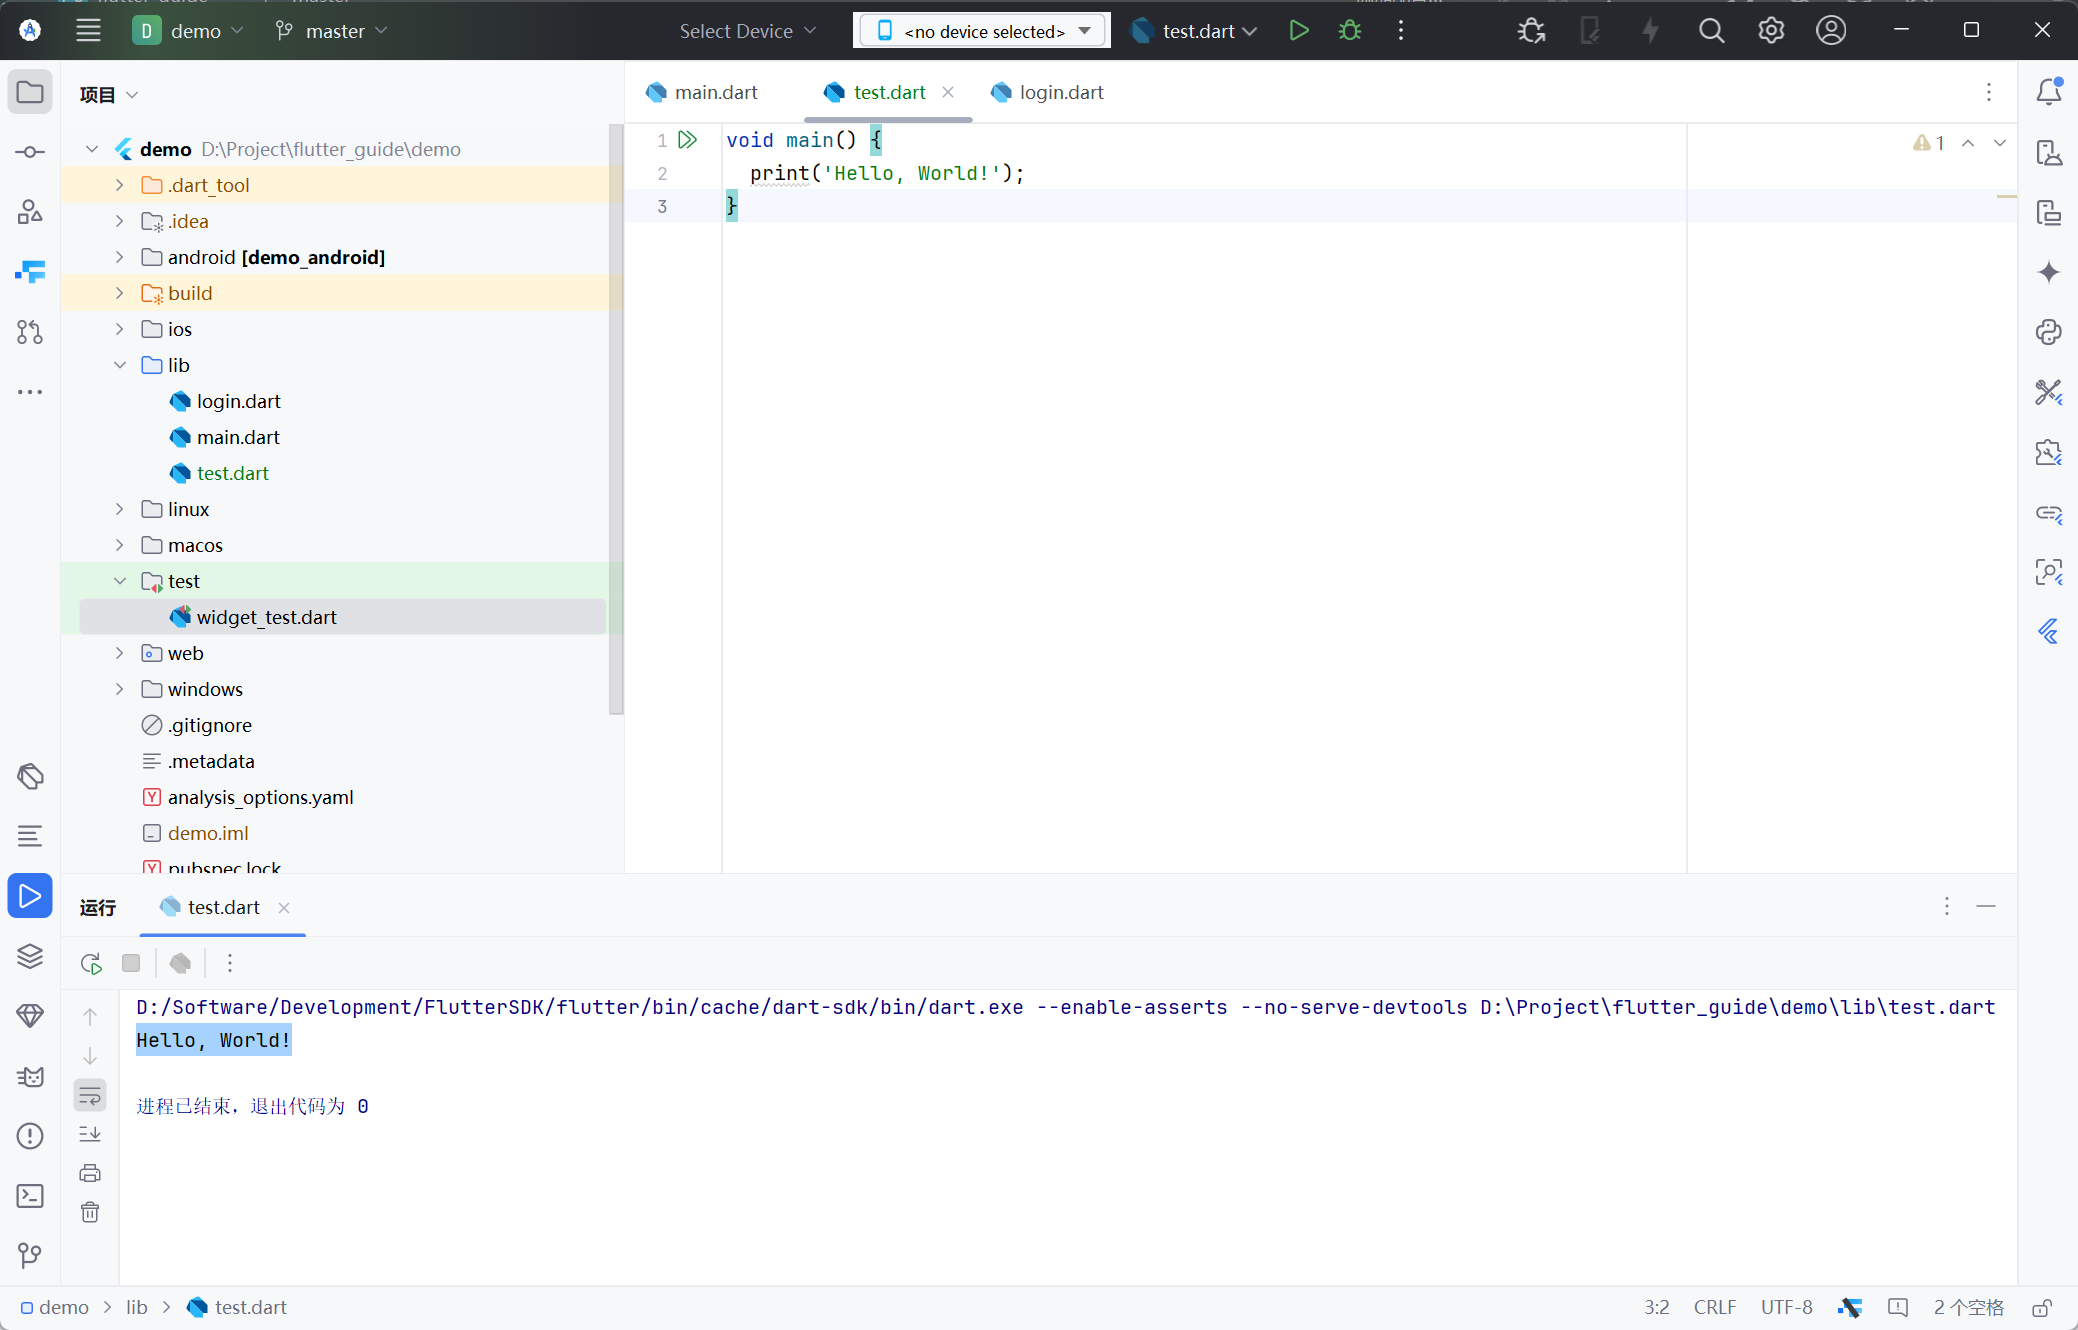 D demo master Select Device <no device selected> test.dart
项目
demo D:\Project\flutter_guide\demo
.dart_tool
.idea
android [demo_android]
build
ios
lib
login.dart
main.dart
test.dart
linux
macos
test
widget_test.dart
web
windows
.gitignore
.metadata
analysis_options.yaml
demo.iml
pubspec.lock
main.dart test.dart login.dart
1 void main() {
2 print('Hello, World!');
3 }
1
运行 test.dart
D:/Software/Development/FlutterSDK/flutter/bin/cache/dart-sdk/bin/dart.exe --enable-asserts --no-serve-devtools D:\Project\flutter_guide\demo\lib\test.dart
Hello, World!
进程已结束，退出代码为 0
demo lib test.dart 3:2 CRLF UTF-8 2 个空格